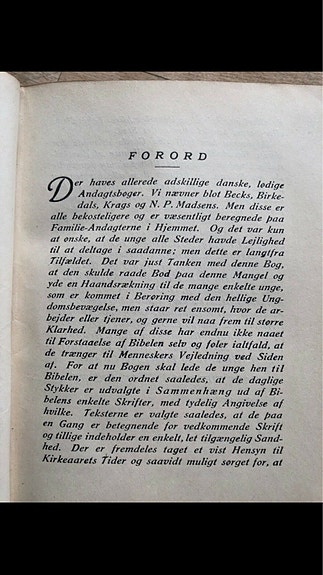 FORORD
Der haves allerede adskillige danske, lødige
Andagtsbøger. Vi nævner blot Becks, Birke-
dals, Krags og N. P. Madsens. Men disse er
alle bekosteligere og er væsentlig beregnede paa
Familie-Andagterne i Hjemmet. Og det var kun
at ønske, at de unge alle Steder havde Lejlighed
til at deltage i saadanne; men dette er langtfra
Tilfældet. Det var just Tanken med denne Bog,
at den skulde raade Bod paa denne Mangel og
yde en Haandsrækning til de mange enkelte unge,
som er kommet i Berøring med den hellige Ung-
domsbevægelse, men staar ret ensomt, hvor de ar-
bejder eller tjener, og gerne vil naa frem til større
Klarhed. Mange af disse har endnu ikke naaet
til Forstaaelse af Bibelen selv og føler ialtfald, at
de trænger til Menneskers Vejledning ved Siden
af. For at nu Bogen skal lede de unge hen til
Bibelen, er den ordnet saaledes, at de daglige
Stykker er udvalgt i Sammenhæng ud af Bi-
belens enkelte Skrifter, med tydelig Angivelse af
hvilke. Teksterne er valgte saaledes, at de paa
en Gang er betegnende for vedkommende Skrift
og tillige indeholder en enkelt, let tilgængelig Sand-
hed. Der er fremdeles taget et vist Hensyn til
Kirkeaarets Tider og saavidt muligt sørget for, at